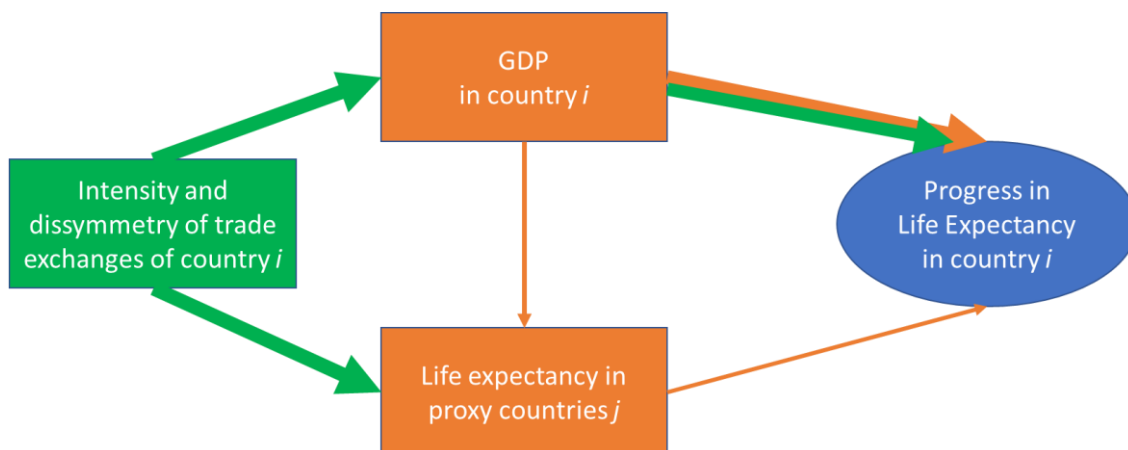 GDP
in country i
Intensity and
dissymmetry of trade
exchanges of country i
Progress in
Life Expectancy
in country i
Life expectancy in
proxy countries j